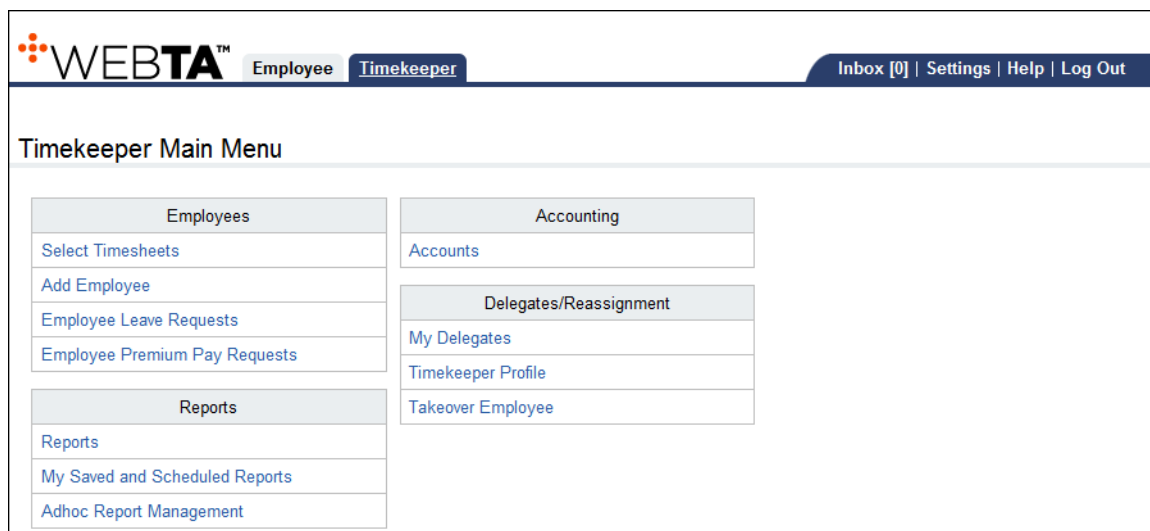 WEBTA™ Employee Timekeeper Inbox [0] | Settings | Help | Log Out
Timekeeper Main Menu
Employees
Select Timesheets
Add Employee
Employee Leave Requests
Employee Premium Pay Requests
Reports
Reports
My Saved and Scheduled Reports
Adhoc Report Management
Accounting
Accounts
Delegates/Reassignment
My Delegates
Timekeeper Profile
Takeover Employee